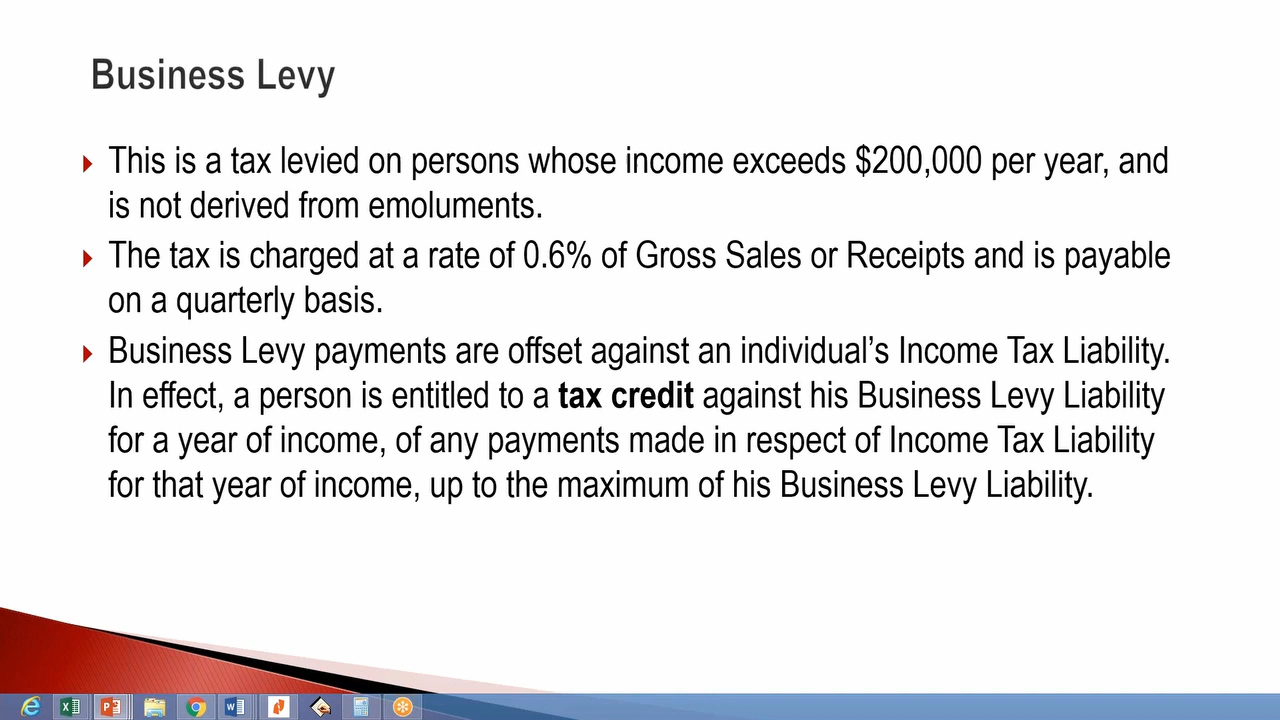 Business Levy
This is a tax levied on persons whose income exceeds $200,000 per year, and
is not derived from emoluments.
The tax is charged at a rate of 0.6% of Gross Sales or Receipts and is payable
on a quarterly basis.
Business Levy payments are offset against an individual’s Income Tax Liability.
In effect, a person is entitled to a tax credit against his Business Levy Liability
for a year of income, of any payments made in respect of Income Tax Liability
for that year of income, up to the maximum of his Business Levy Liability.